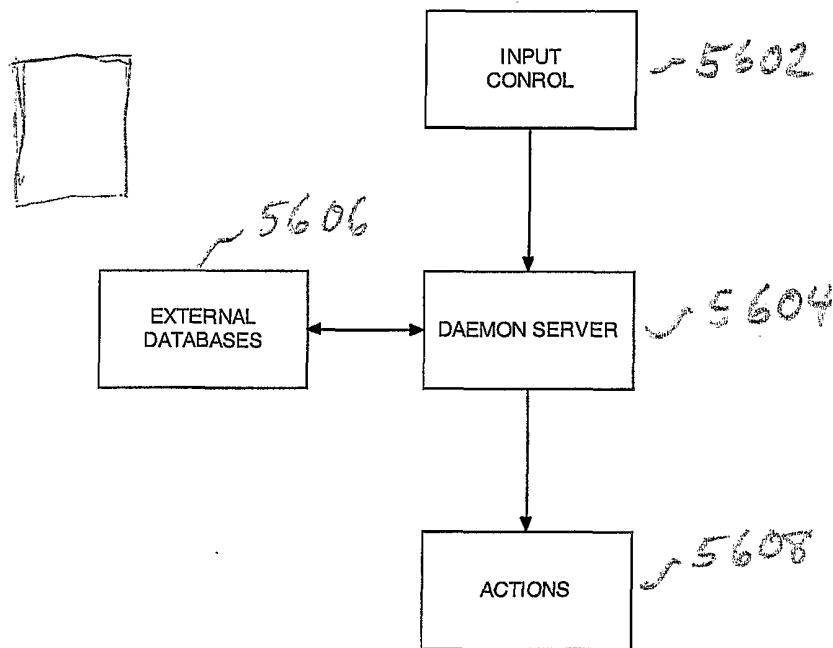 INPUT
CONROL
5602
5606
EXTERNAL
DATABASES
DAEMON SERVER
5604
ACTIONS
5608